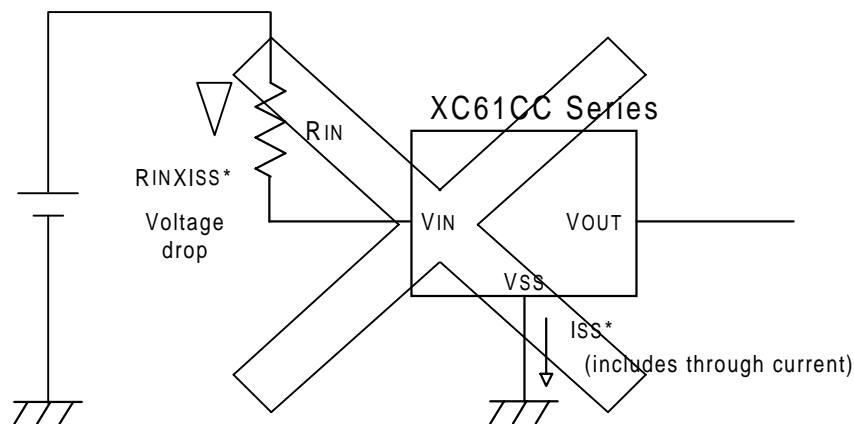 XC61CC Series
RIN
RINXISS*
Voltage
drop
VIN
VOUT
VSS
ISS*
(includes through current)